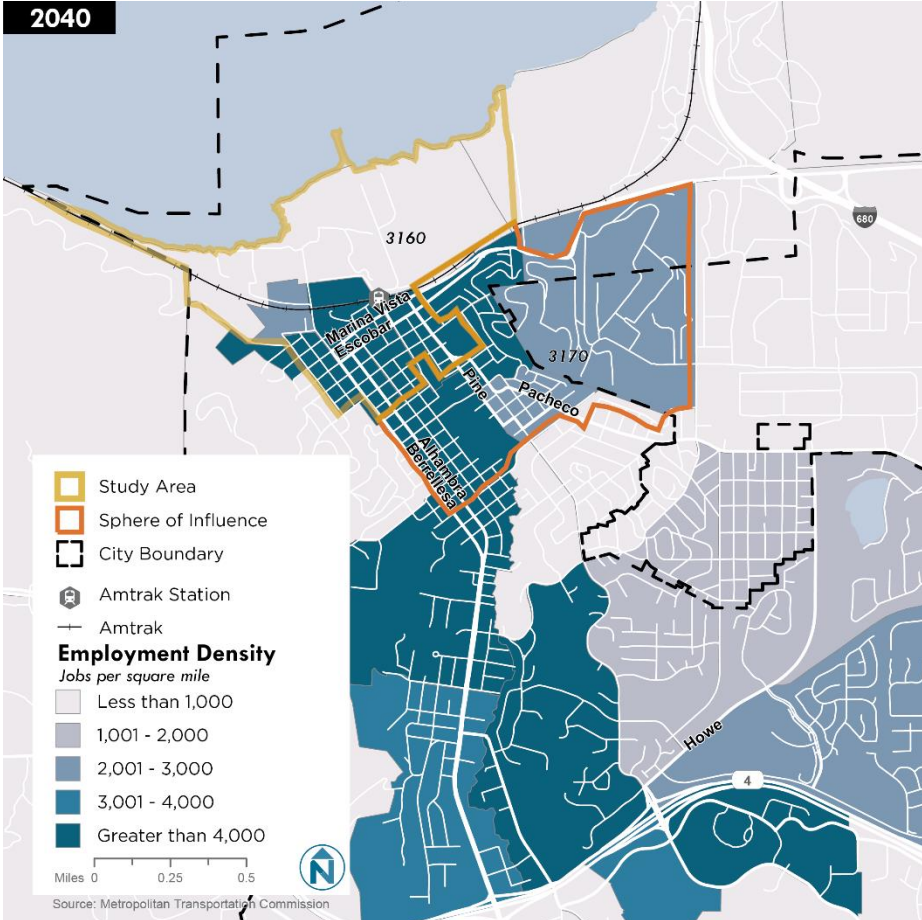 2040
680
3160
Marina Vista
Escobar
3170
Pine
Pacheco
Alhambra
Berrellesa
Study Area
Sphere of Influence
City Boundary
Amtrak Station
Amtrak
Employment Density
Jobs per square mile
Less than 1,000
1,001 - 2,000
2,001 - 3,000
3,001 - 4,000
Greater than 4,000
Howe
4
Miles 0 0.25 0.5
N
Source: Metropolitan Transportation Commission